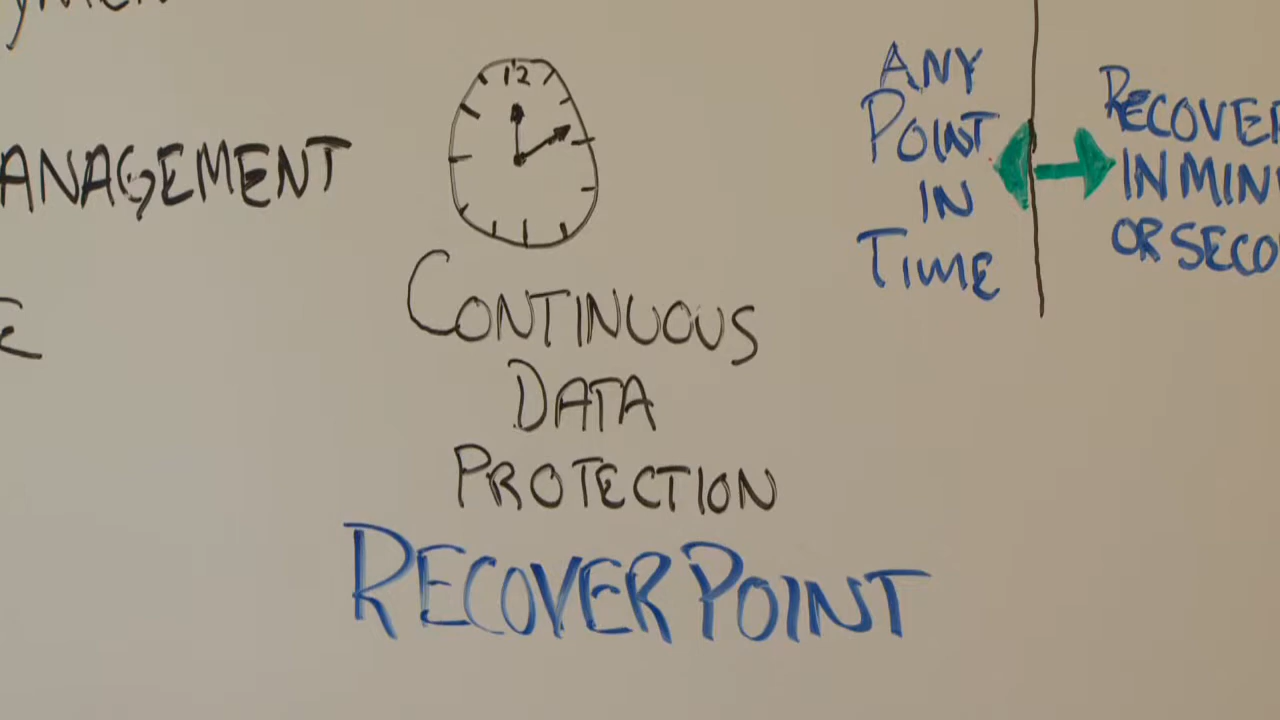 ANAGEMENT
12
CONTINUOUS
DATA
PROTECTION
RECOVERPOINT
ANY
POINT
IN
TIME
RECOVER
IN MIN
OR SECO